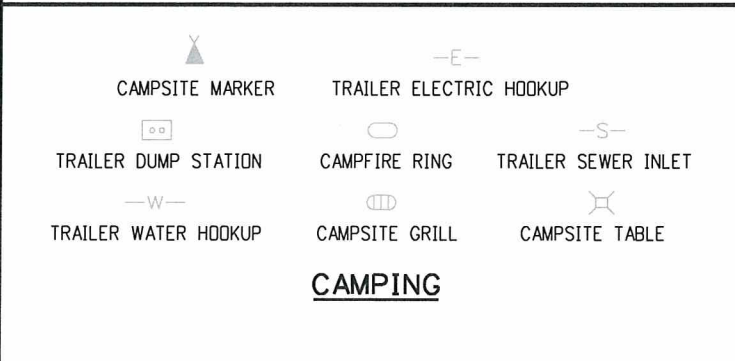 —E—
CAMPSITE MARKER TRAILER ELECTRIC HOOKUP
—S—
TRAILER DUMP STATION CAMPFIRE RING TRAILER SEWER INLET
—W—
TRAILER WATER HOOKUP CAMPSITE GRILL CAMPSITE TABLE
CAMPING